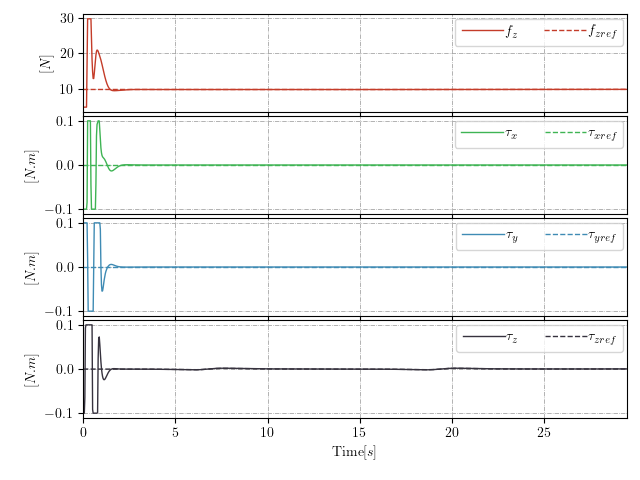 30
20
10
[N]
f_z f_zref
0.1
0.0
−0.1
[N.m]
τ_x τ_xref
0.1
0.0
−0.1
[N.m]
τ_y τ_yref
0.1
0.0
−0.1
[N.m]
τ_z τ_zref
0 5 10 15 20 25
Time[s]